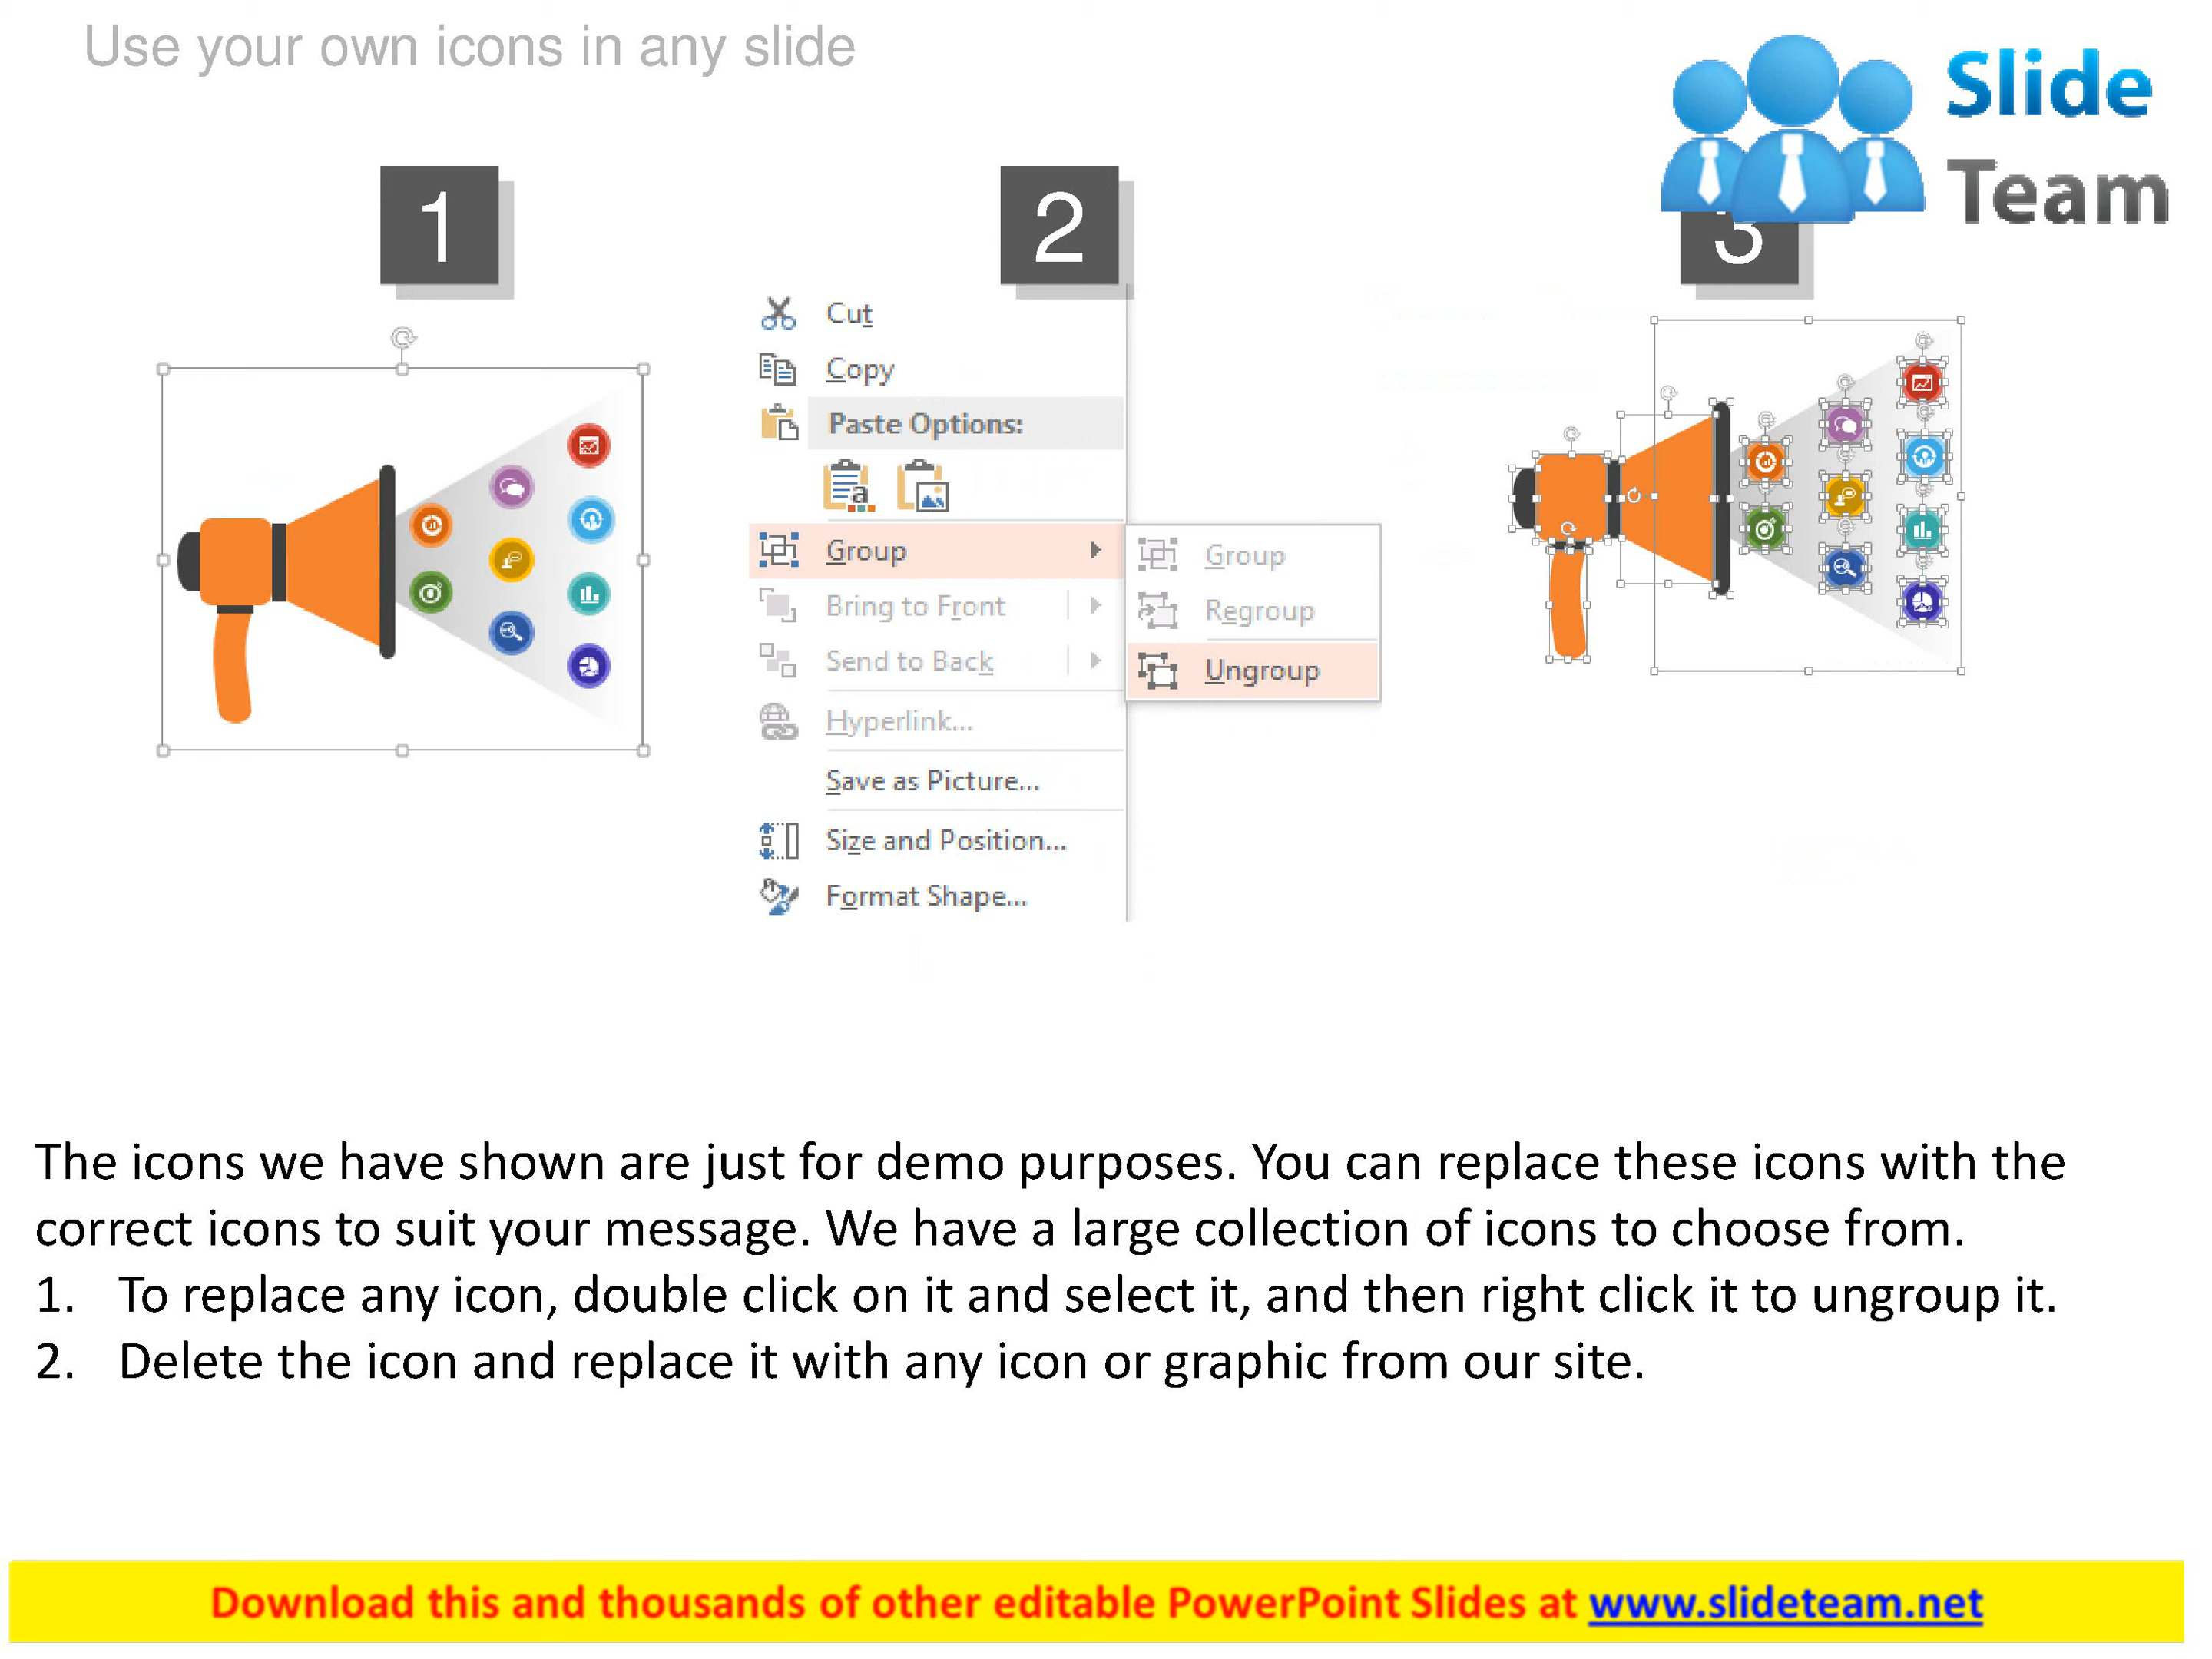 Use your own icons in any slide
Slide
Team
1
2
3
Cut
Copy
Paste Options:
a
Group
Bring to Front
Send to Back
Hyperlink...
Save as Picture...
Size and Position...
Format Shape...
Group
Regroup
Ungroup
The icons we have shown are just for demo purposes. You can replace these icons with the
correct icons to suit your message. We have a large collection of icons to choose from.
1. To replace any icon, double click on it and select it, and then right click it to ungroup it.
2. Delete the icon and replace it with any icon or graphic from our site.
Download this and thousands of other editable PowerPoint Slides at www.slideteam.net